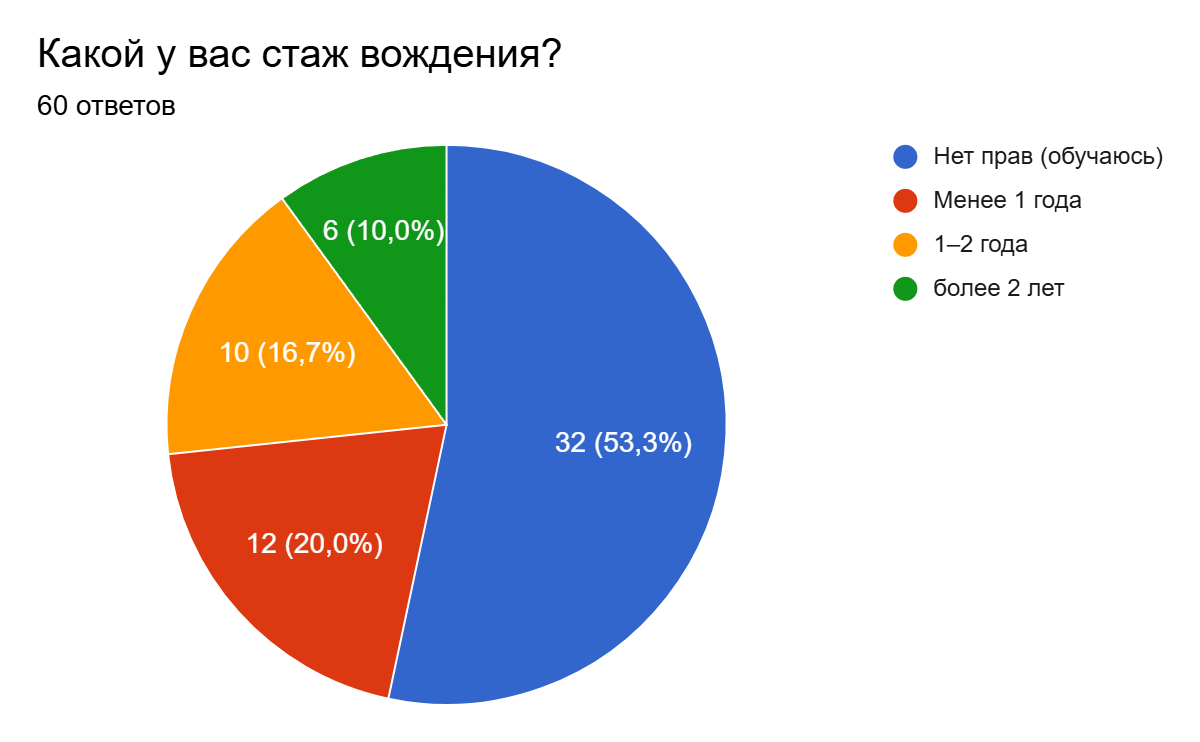 Какой у вас стаж вождения?
60 ответов
Нет прав (обучаюсь)
Менее 1 года
1–2 года
более 2 лет
6 (10,0%)
10 (16,7%)
32 (53,3%)
12 (20,0%)